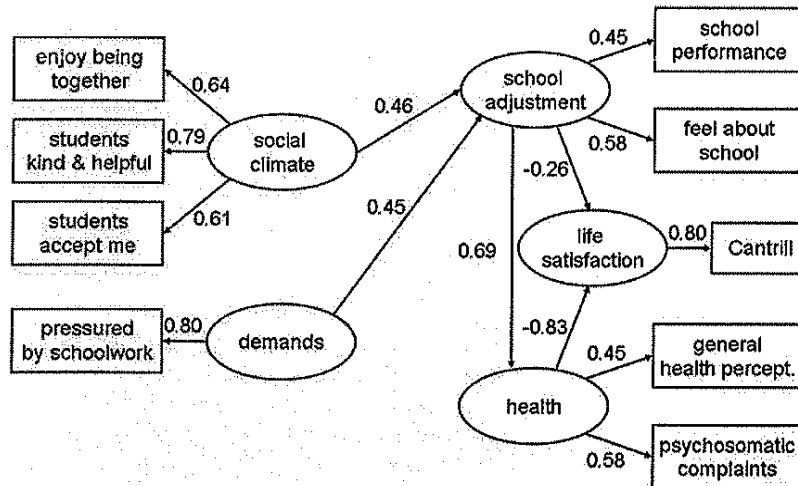 enjoy being
together
0.64
students
kind & helpful
0.79
social
climate
students
accept me
0.61
0.46
school
adjustment
0.45
school
performance
0.58
feel about
school
-0.26
0.45
0.69
life
satisfaction
0.80
Cantrill
pressured
by schoolwork
0.80
demands
-0.83
health
0.45
general
health percept.
0.58
psychosomatic
complaints